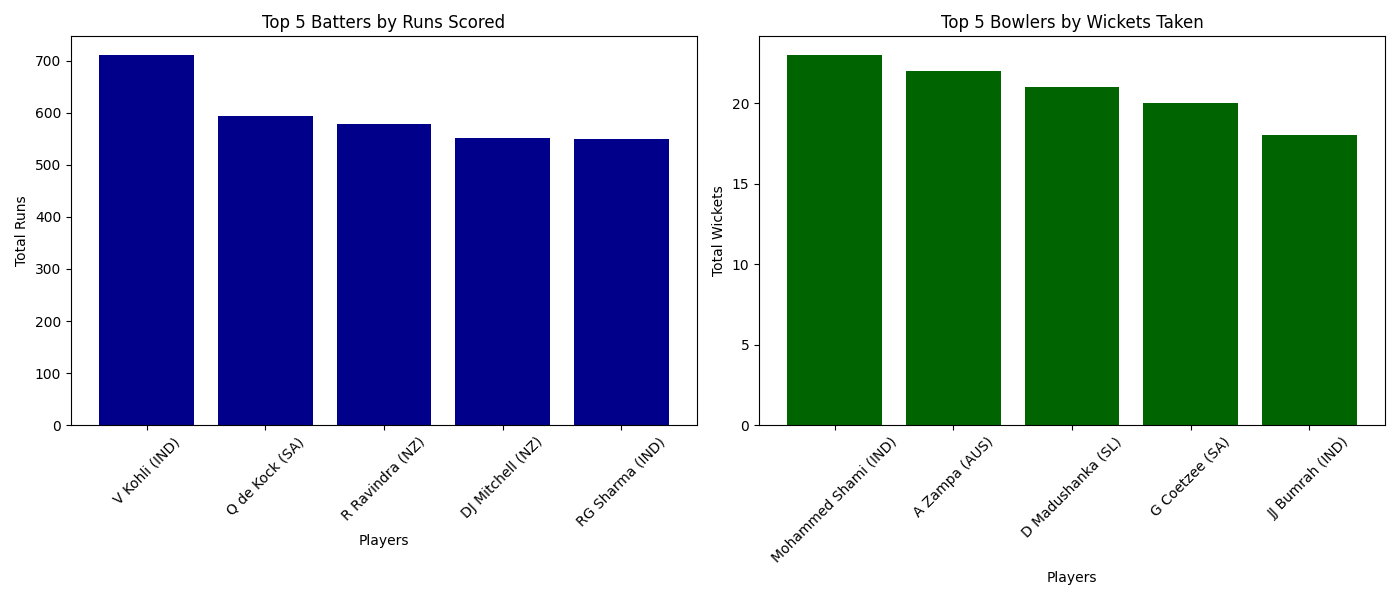 Top 5 Batters by Runs Scored
Total Runs
700
600
500
400
300
200
100
0
V Kohli (IND)
Q de Kock (SA)
R Ravindra (NZ)
DJ Mitchell (NZ)
RG Sharma (IND)
Players
Top 5 Bowlers by Wickets Taken
Total Wickets
20
15
10
5
0
Mohammed Shami (IND)
A Zampa (AUS)
D Madushanka (SL)
G Coetzee (SA)
JJ Bumrah (IND)
Players